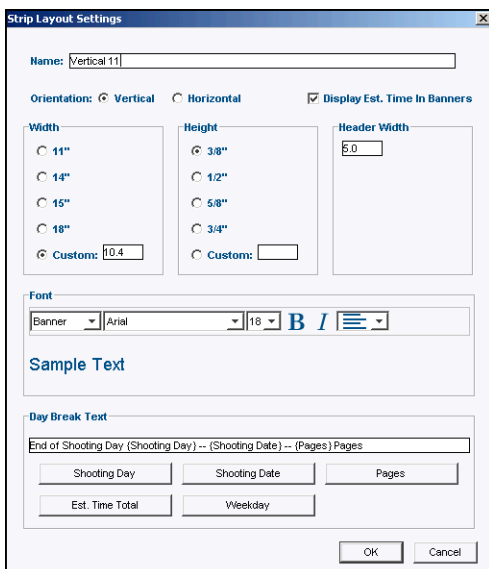 Strip Layout Settings
Name: Vertical 11
Orientation: Vertical Horizontal Display Est. Time In Banners
Width Height Header Width
11" 3/8" 5.0
14" 1/2"
15" 5/8"
18" 3/4"
Custom: 10.4 Custom:
Font
Banner Arial 18 B I
Sample Text
Day Break Text
End of Shooting Day {Shooting Day} -- {Shooting Date} -- {Pages} Pages
Shooting Day Shooting Date Pages
Est. Time Total Weekday
OK Cancel